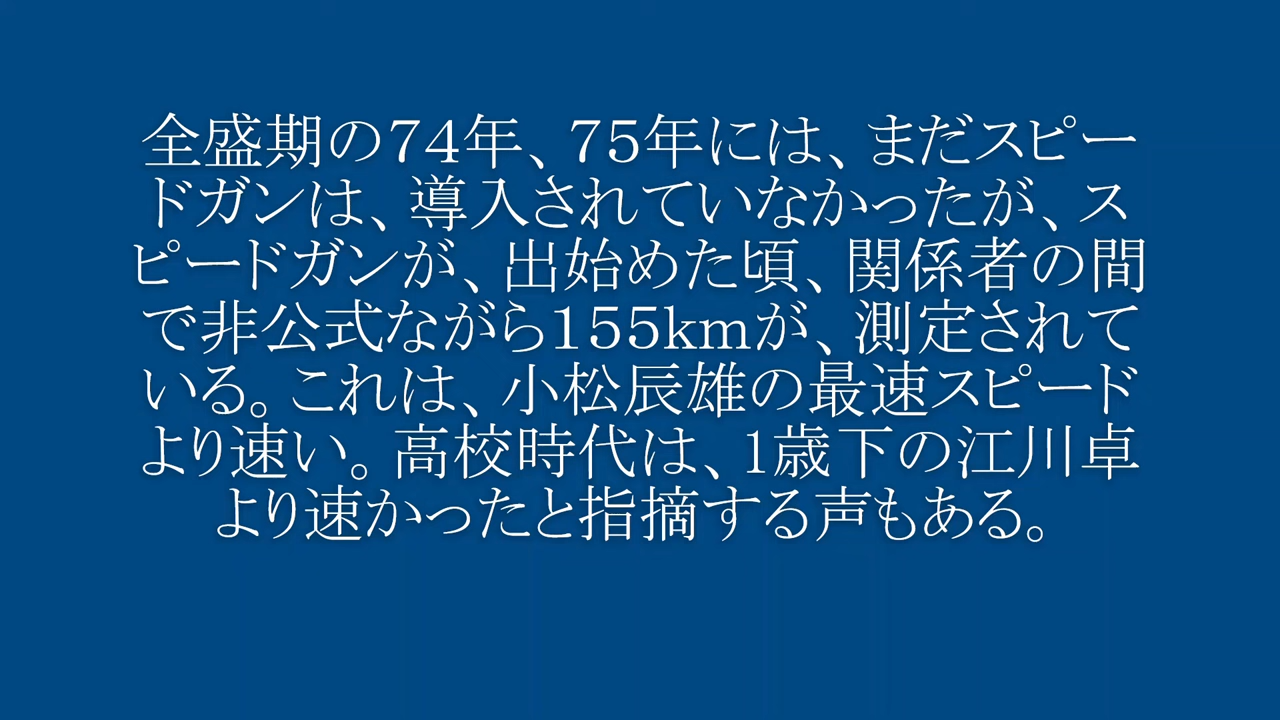 全盛期の74年、75年には、まだスピー
ドガンは、導入されていなかったが、ス
ピードガンが、出始めた頃、関係者の間
で非公式ながら155kmが、測定されて
いる。これは、小松辰雄の最速スピード
より速い。高校時代は、1歳下の江川卓
より速かったと指摘する声もある。